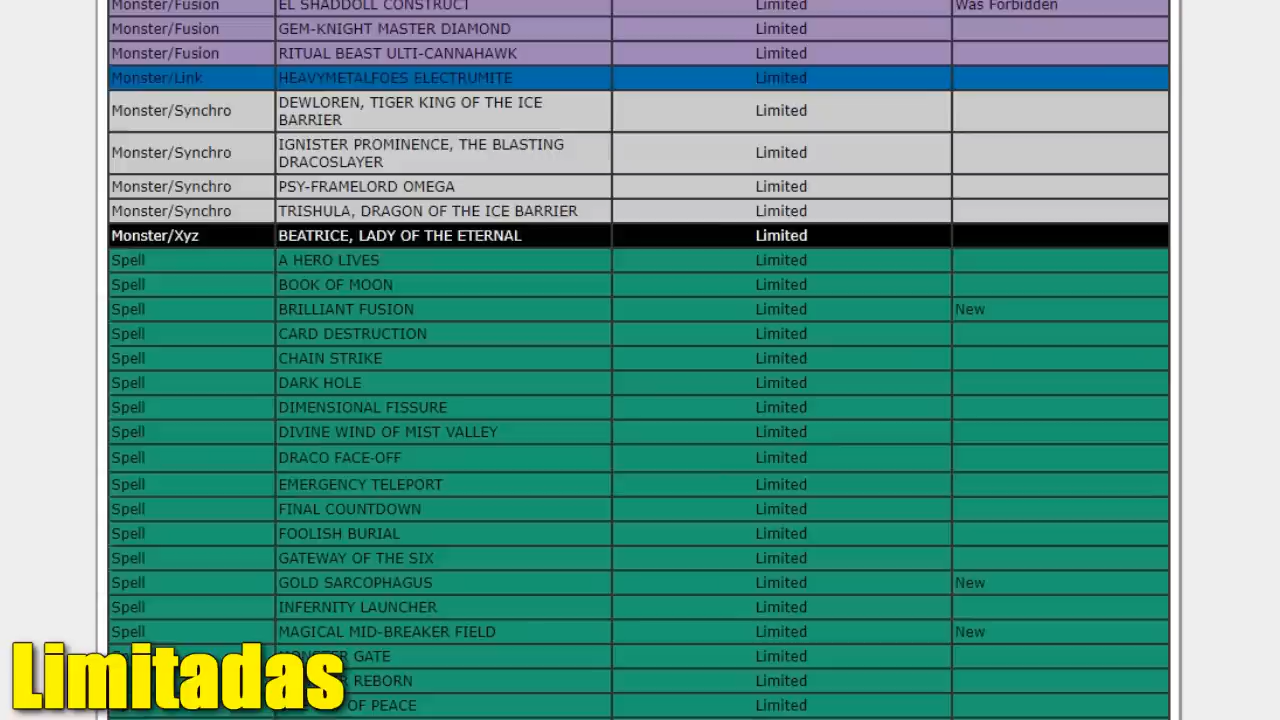 Monster/Fusion EL SHADDOLL CONSTRUCT Limited Was Forbidden
Monster/Fusion GEM-KNIGHT MASTER DIAMOND Limited
Monster/Fusion RITUAL BEAST ULTI-CANNAHAWK Limited
Monster/Link HEAVYMETALFOES ELECTRUMITE Limited
Monster/Synchro DEWLOREN, TIGER KING OF THE ICE
BARRIER Limited
Monster/Synchro IGNISTER PROMINENCE, THE BLASTING
DRACOSLAYER Limited
Monster/Synchro PSY-FRAMELORD OMEGA Limited
Monster/Synchro TRISHULA, DRAGON OF THE ICE BARRIER Limited
Monster/Xyz BEATRICE, LADY OF THE ETERNAL Limited
Spell A HERO LIVES Limited
Spell BOOK OF MOON Limited
Spell BRILLIANT FUSION Limited New
Spell CARD DESTRUCTION Limited
Spell CHAIN STRIKE Limited
Spell DARK HOLE Limited
Spell DIMENSIONAL FISSURE Limited
Spell DIVINE WIND OF MIST VALLEY Limited
Spell DRACO FACE-OFF Limited
Spell EMERGENCY TELEPORT Limited
Spell FINAL COUNTDOWN Limited
Spell FOOLISH BURIAL Limited
Spell GATEWAY OF THE SIX Limited
Spell GOLD SARCOPHAGUS Limited New
Spell INFERNITY LAUNCHER Limited
Spell MAGICAL MID-BREAKER FIELD Limited New
GATE Limited
REBORN Limited
OF PEACE Limited
Limitadas